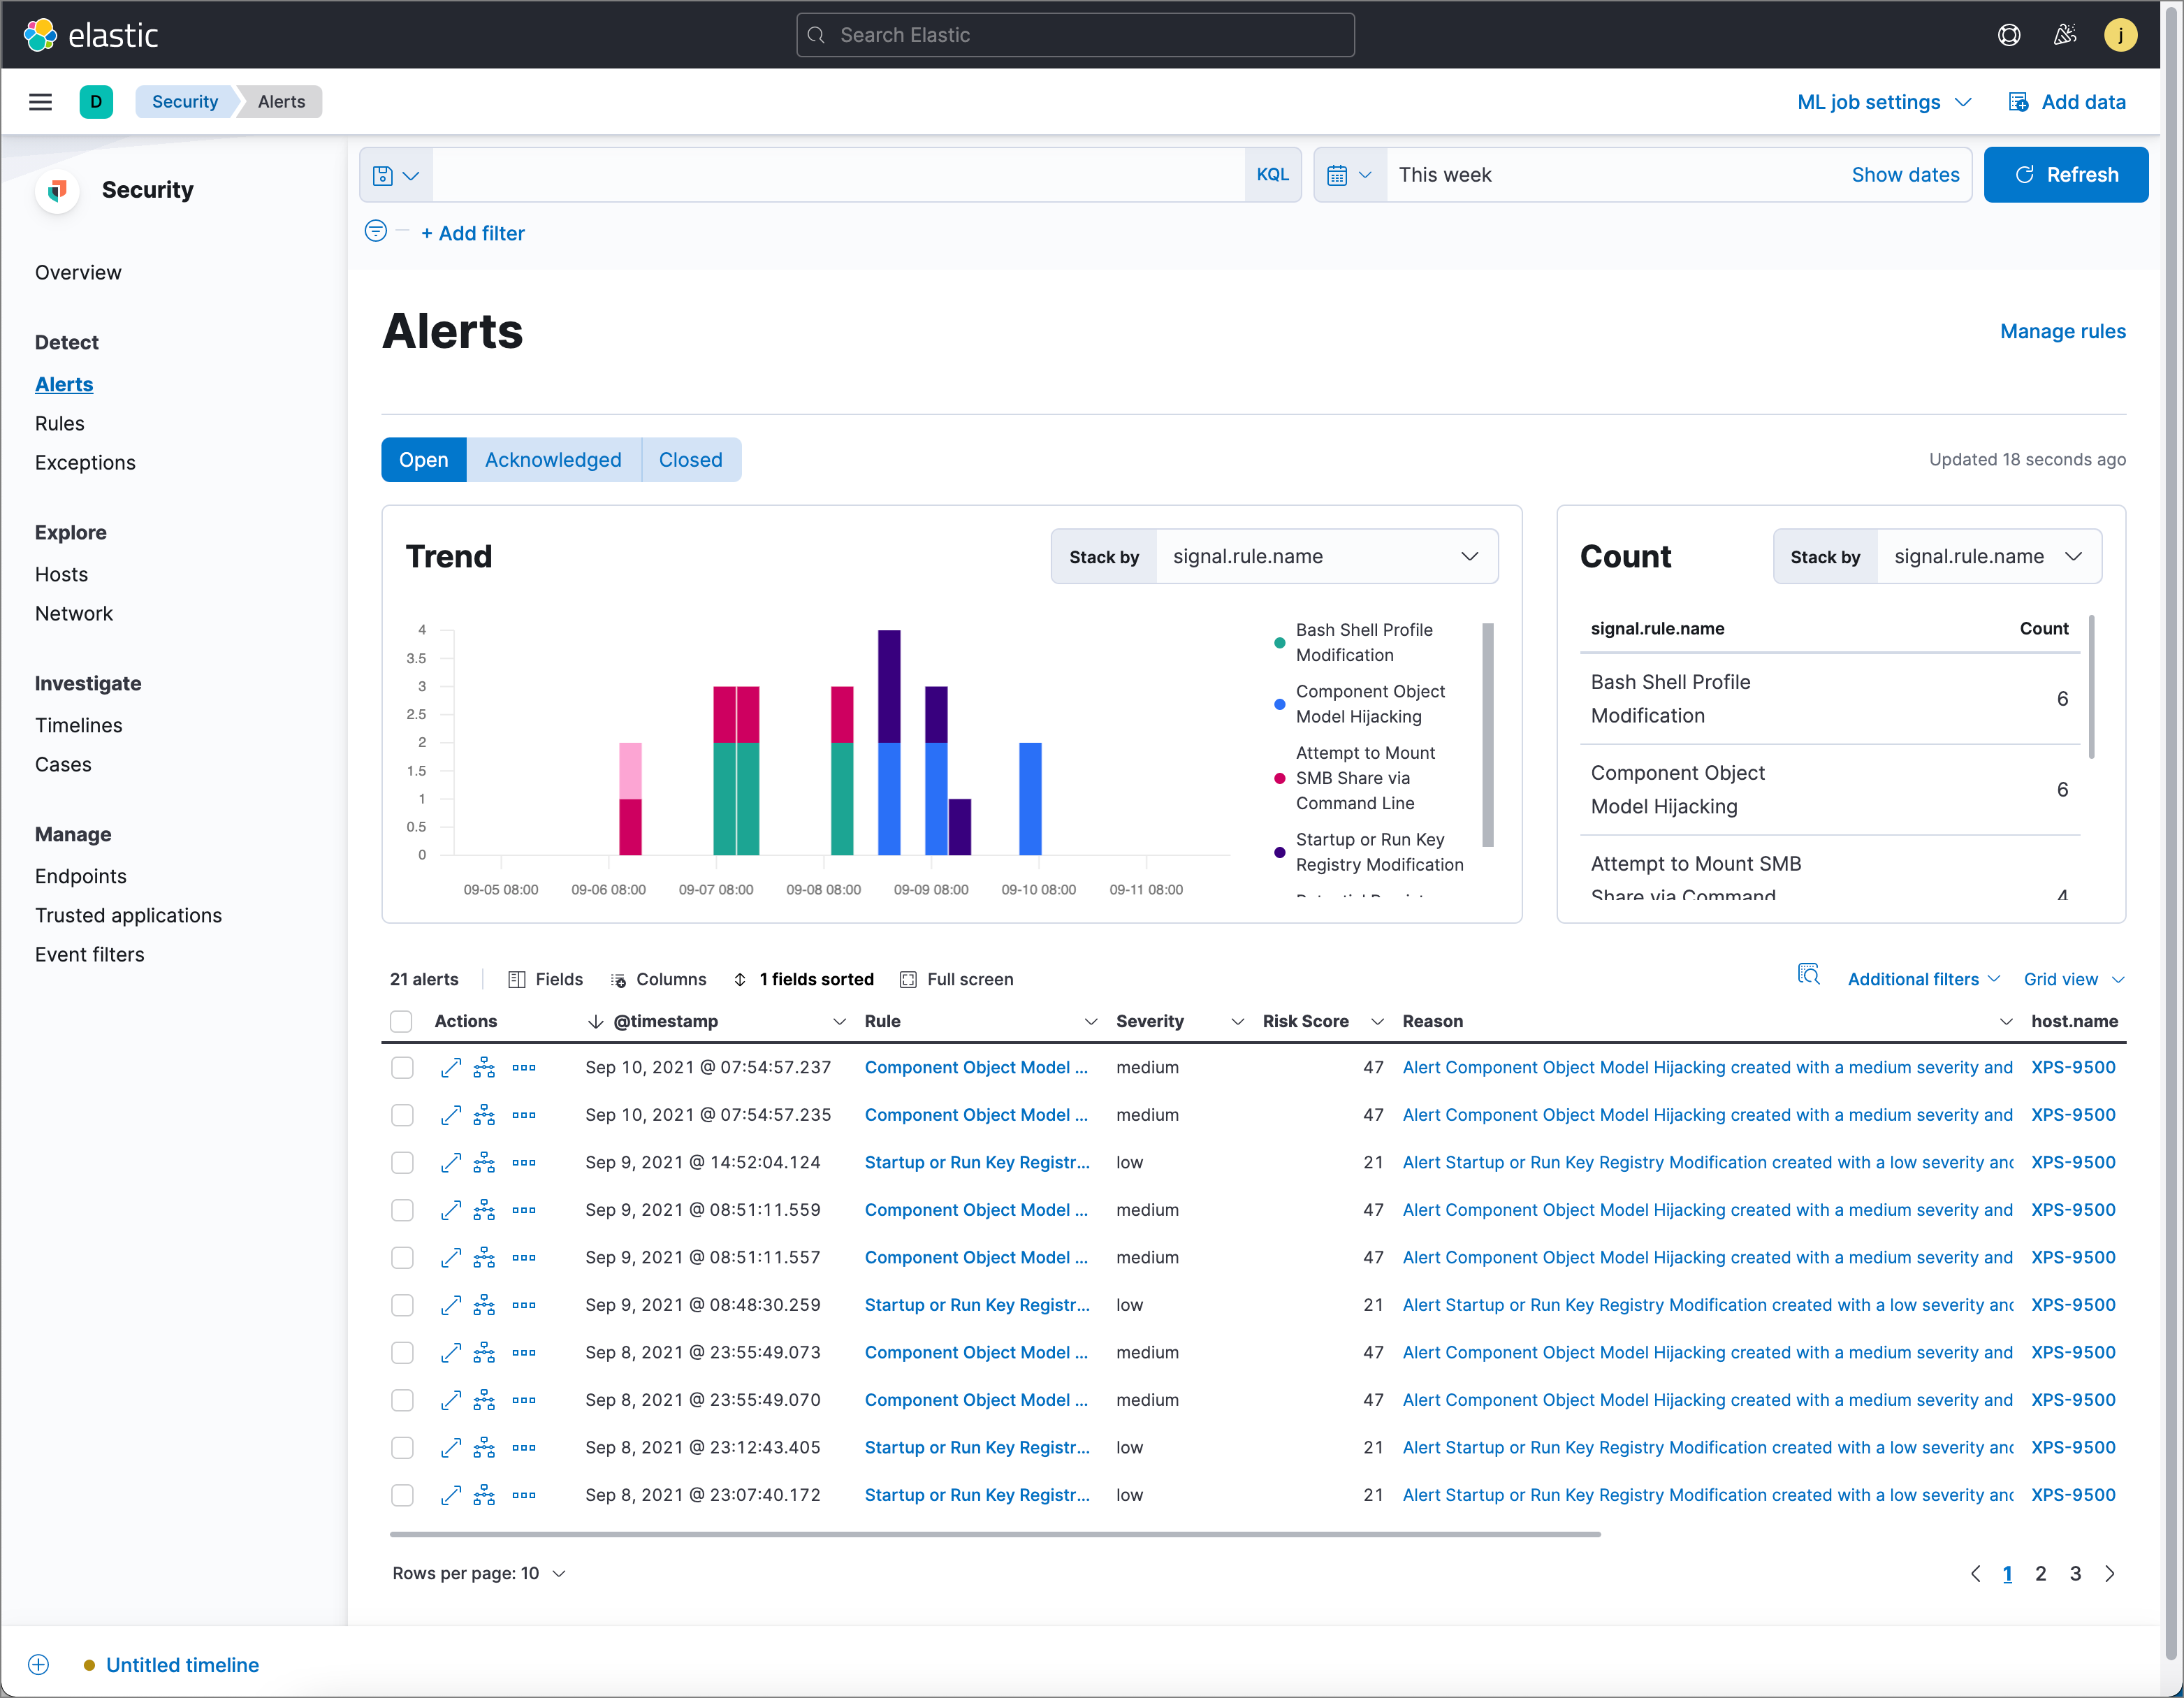 elastic
Search Elastic
j
D
Security
Alerts
ML job settings
Add data
Security
KQL
This week
Show dates
Refresh
+ Add filter
Overview
Detect
Alerts
Rules
Exceptions
Explore
Hosts
Network
Investigate
Timelines
Cases
Manage
Endpoints
Trusted applications
Event filters
Alerts
Manage rules
Open
Acknowledged
Closed
Updated 18 seconds ago
Trend
Stack by
signal.rule.name
4
3.5
3
2.5
2
1.5
1
0.5
0
09-05 08:00
09-06 08:00
09-07 08:00
09-08 08:00
09-09 08:00
09-10 08:00
09-11 08:00
Bash Shell Profile
Modification
Component Object
Model Hijacking
Attempt to Mount
SMB Share via
Command Line
Startup or Run Key
Registry Modification
Count
Stack by
signal.rule.name
signal.rule.name Count
Bash Shell Profile
Modification
6
Component Object
Model Hijacking
6
Attempt to Mount SMB
Share via Command
4
21 alerts
Fields
Columns
1 fields sorted
Full screen
Additional filters
Grid view
Actions @timestamp Rule Severity Risk Score Reason host.name
Sep 10, 2021 @ 07:54:57.237 Component Object Model ... medium 47 Alert Component Object Model Hijacking created with a medium severity and XPS-9500
Sep 10, 2021 @ 07:54:57.235 Component Object Model ... medium 47 Alert Component Object Model Hijacking created with a medium severity and XPS-9500
Sep 9, 2021 @ 14:52:04.124 Startup or Run Key Registr... low 21 Alert Startup or Run Key Registry Modification created with a low severity and XPS-9500
Sep 9, 2021 @ 08:51:11.559 Component Object Model ... medium 47 Alert Component Object Model Hijacking created with a medium severity and XPS-9500
Sep 9, 2021 @ 08:51:11.557 Component Object Model ... medium 47 Alert Component Object Model Hijacking created with a medium severity and XPS-9500
Sep 9, 2021 @ 08:48:30.259 Startup or Run Key Registr... low 21 Alert Startup or Run Key Registry Modification created with a low severity and XPS-9500
Sep 8, 2021 @ 23:55:49.073 Component Object Model ... medium 47 Alert Component Object Model Hijacking created with a medium severity and XPS-9500
Sep 8, 2021 @ 23:55:49.070 Component Object Model ... medium 47 Alert Component Object Model Hijacking created with a medium severity and XPS-9500
Sep 8, 2021 @ 23:12:43.405 Startup or Run Key Registr... low 21 Alert Startup or Run Key Registry Modification created with a low severity and XPS-9500
Sep 8, 2021 @ 23:07:40.172 Startup or Run Key Registr... low 21 Alert Startup or Run Key Registry Modification created with a low severity and XPS-9500
Rows per page: 10
1 2 3
Untitled timeline